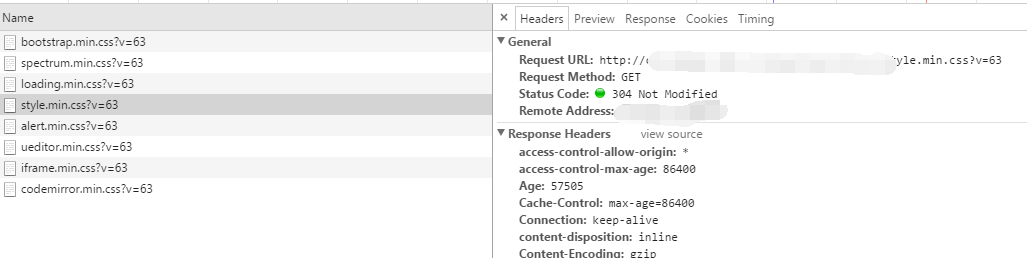 Name
bootstrap.min.css?v=63
spectrum.min.css?v=63
loading.min.css?v=63
style.min.css?v=63
alert.min.css?v=63
ueditor.min.css?v=63
iframe.min.css?v=63
codemirror.min.css?v=63
× Headers Preview Response Cookies Timing
General
Request URL: http:// tyle.min.css?v=63
Request Method: GET
Status Code: 304 Not Modified
Remote Address:
Response Headers view source
access-control-allow-origin: *
access-control-max-age: 86400
Age: 57505
Cache-Control: max-age=86400
Connection: keep-alive
content-disposition: inline
Content-Encoding: gzip